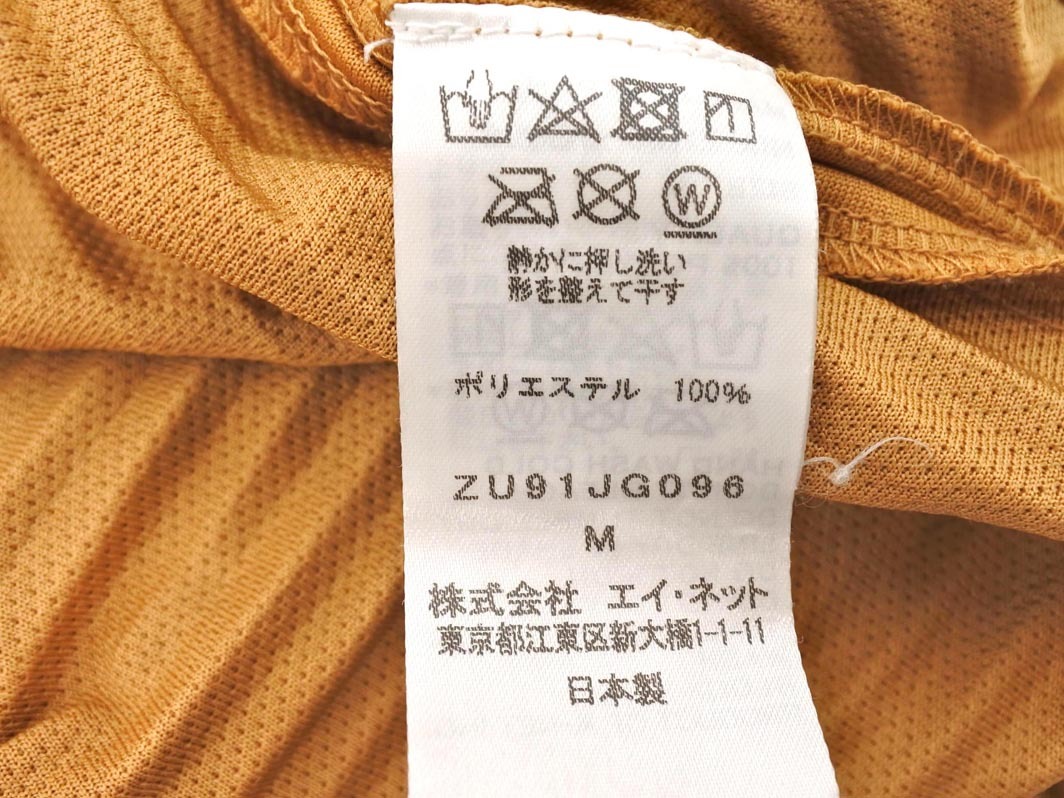 W
静かに押し洗い
形を整えて干す
ポリエステル 100%
ZU91JG096
M
株式会社 エイ・ネット
東京都江東区新大橋1-1-11
日本製